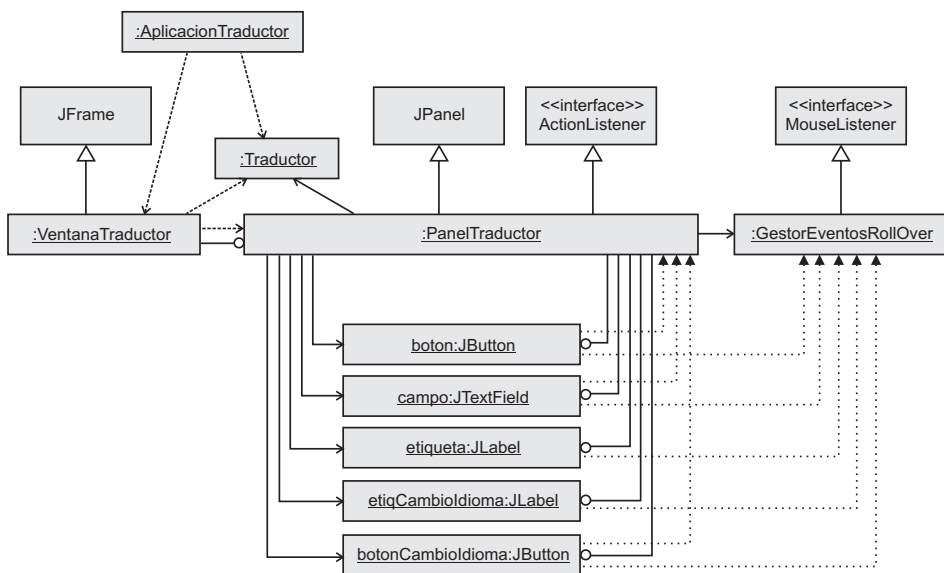 :AplicacionTraductor
JFrame
JPanel
<<interface>>
ActionListener
<<interface>>
MouseListener
:Traductor
:VentanaTraductor
:PanelTraductor
:GestorEventosRollOver
boton:JButton
campo:JTextField
etiqueta:JLabel
etiqCambioIdioma:JLabel
botonCambioIdioma:JButton